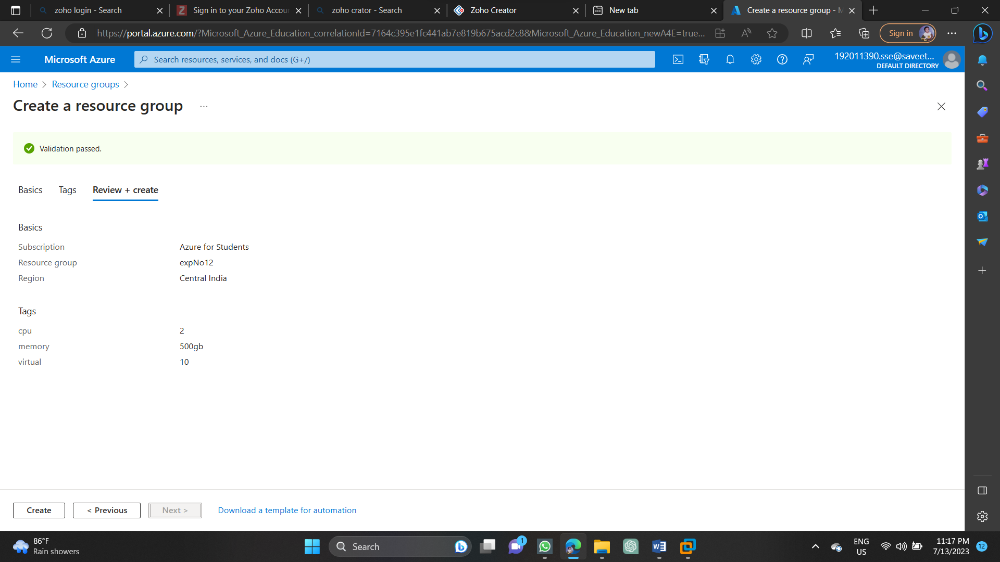 zoho login - Search
Sign in to your Zoho Accou
zoho crator - Search
Zoho Creator
New tab
Create a resource group - M
https://portal.azure.com/?Microsoft_Azure_Education_correlationId=7164c395e1fc441ab7e819b675acd2c8&Microsoft_Azure_Education_newA4E=true...
Sign in
Microsoft Azure
Search resources, services, and docs (G+/)
192011390.sse@saveet...
DEFAULT DIRECTORY
Home > Resource groups >
Create a resource group ...
Validation passed.
Basics Tags Review + create
Basics
Subscription Azure for Students
Resource group expNo12
Region Central India
Tags
cpu 2
memory 500gb
virtual 10
Create < Previous Next > Download a template for automation
86°F
Rain showers
Search
1
ENG
US
11:17 PM
7/13/2023
12